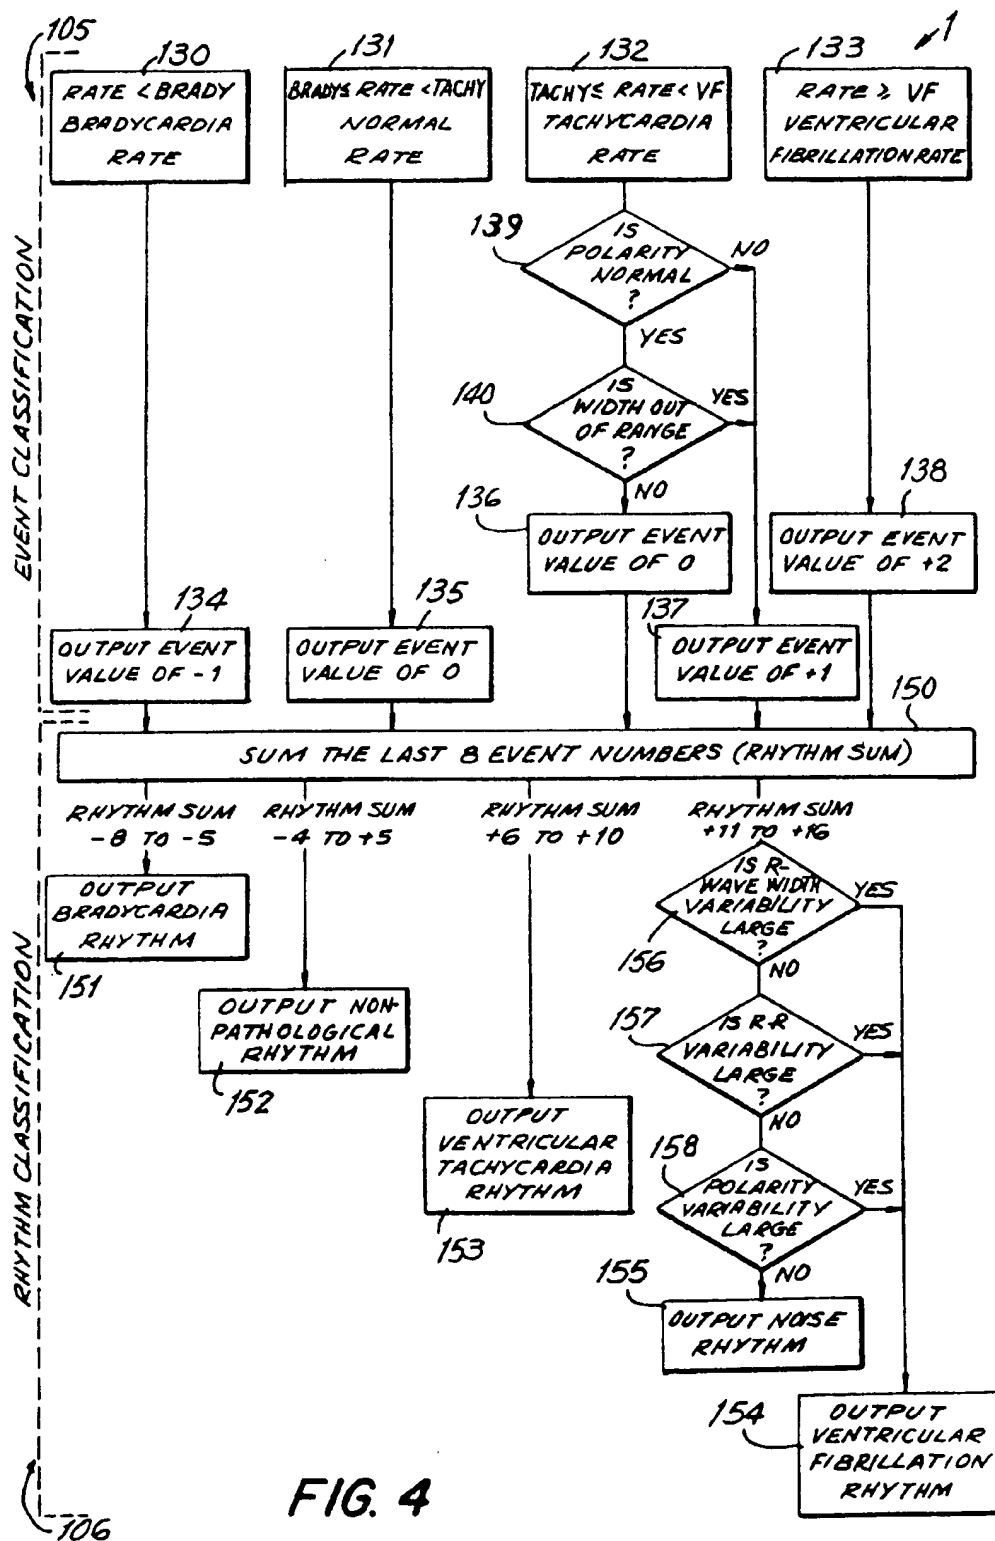 105
1
130
131
132
133
RATE < BRADY
BRADYCARDIA
RATE
BRADY ≤ RATE < TACHY
NORMAL
RATE
TACHY ≤ RATE < VF
TACHYCARDIA
RATE
RATE ≥ VF
VENTRICULAR
FIBRILLATION RATE
EVENT CLASSIFICATION
139
IS
POLARITY
NORMAL
?
NO
YES
140
IS
WIDTH OUT
OF RANGE
?
YES
NO
136
OUTPUT EVENT
VALUE OF 0
138
OUTPUT EVENT
VALUE OF +2
134
OUTPUT EVENT
VALUE OF -1
135
OUTPUT EVENT
VALUE OF 0
137
OUTPUT EVENT
VALUE OF +1
150
SUM THE LAST 8 EVENT NUMBERS (RHYTHM SUM)
RHYTHM SUM
-8 TO -5
RHYTHM SUM
-4 TO +5
RHYTHM SUM
+6 TO +10
RHYTHM SUM
+11 TO +16
RHYTHM CLASSIFICATION
OUTPUT
BRADYCARDIA
RHYTHM
151
OUTPUT NON-
PATHOLOGICAL
RHYTHM
152
OUTPUT
VENTRICULAR
TACHYCARDIA
RHYTHM
153
IS R-
WAVE WIDTH
VARIABILITY
LARGE
?
YES
156
NO
157
IS R-R
VARIABILITY
LARGE
?
YES
NO
158
IS
POLARITY
VARIABILITY
LARGE
?
YES
NO
155
OUTPUT NOISE
RHYTHM
154
OUTPUT
VENTRICULAR
FIBRILLATION
RHYTHM
106
FIG. 4